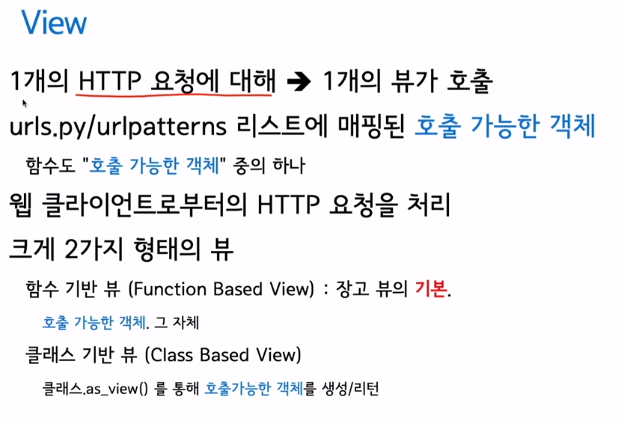 View
1개의 HTTP 요청에 대해 ➔ 1개의 뷰가 호출
urls.py/urlpatterns 리스트에 매핑된 호출 가능한 객체
함수도 "호출 가능한 객체" 중의 하나
웹 클라이언트로부터의 HTTP 요청을 처리
크게 2가지 형태의 뷰
함수 기반 뷰 (Function Based View) : 장고 뷰의 기본.
호출 가능한 객체. 그 자체
클래스 기반 뷰 (Class Based View)
클래스.as_view() 를 통해 호출가능한 객체를 생성/리턴